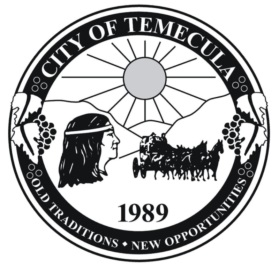 CITY OF TEMECULA
1989
OLD TRADITIONS • NEW OPPORTUNITIES